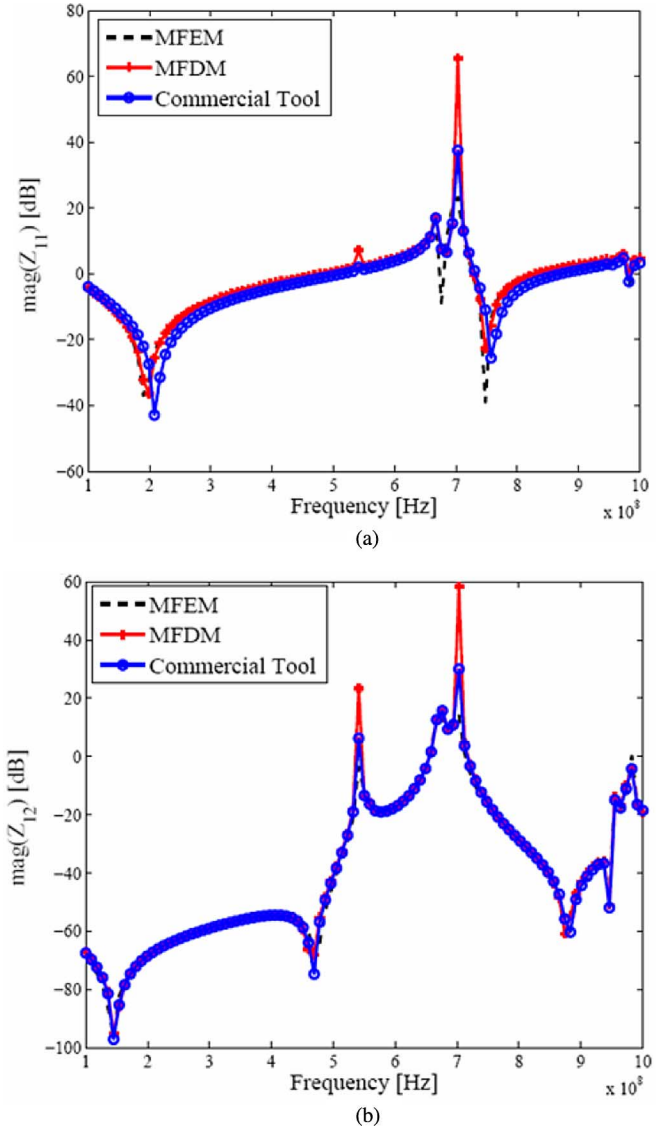 80
60
40
20
0
−20
−40
−60
mag(Z11) [dB]
MFEM
MFDM
Commercial Tool
1 2 3 4 5 6 7 8 9 10
Frequency [Hz]
x 10^8
(a)
60
40
20
0
−20
−40
−60
−80
−100
mag(Z12) [dB]
MFEM
MFDM
Commercial Tool
1 2 3 4 5 6 7 8 9 10
Frequency [Hz]
x 10^8
(b)